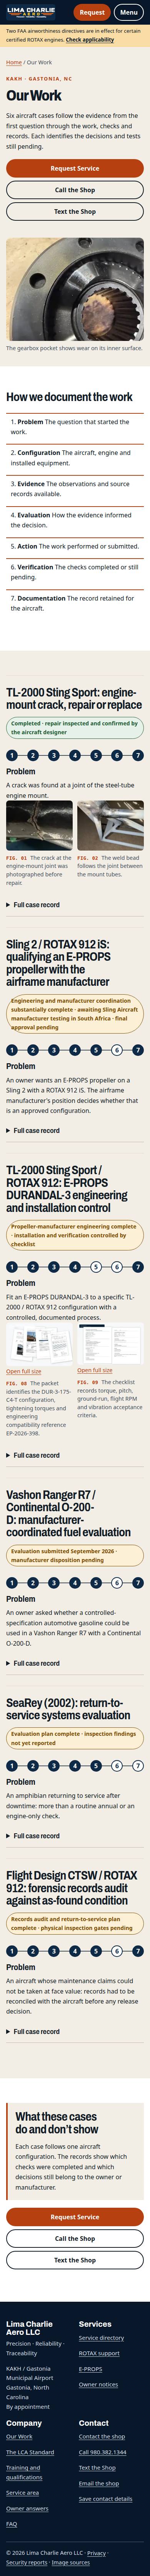 LIMA CHARLIE
AERO
Request
Menu
Two FAA airworthiness directives are in effect for certain
certified ROTAX engines. Check applicability
Home / Our Work
KAKH · GASTONIA, NC
Our Work
Six aircraft cases follow the evidence from the
first question through the work, checks and
records. Each identifies the decisions and tests
still pending.
Request Service
Call the Shop
Text the Shop
The gearbox pocket shows wear on its inner surface.
How we document the work
1. Problem The question that started the
work.
2. Configuration The aircraft, engine and
installed equipment.
3. Evidence The observations and source
records available.
4. Evaluation How the evidence informed
the decision.
5. Action The work performed or submitted.
6. Verification The checks completed or still
pending.
7. Documentation The record retained for
the aircraft.
TL-2000 Sting Sport: engine-
mount crack, repair or replace
Completed · repair inspected and confirmed by
the aircraft designer
1 2 3 4 5 6 7
Problem
A crack was found at a joint of the steel-tube
engine mount.
FIG. 01 The crack at the
engine-mount joint was
photographed before
repair
FIG. 02 The weld bead
follows the joint between
the mount tubes.
Full case record
Sling 2 / ROTAX 912 iS:
qualifying an E-PROPS
propeller with the
airframe manufacturer
Engineering and manufacturer coordination
substantially complete · awaiting Sling Aircraft
manufacturer testing in South Africa · final
approval pending
1 2 3 4 5 6 7
Problem
An owner wants an E-PROPS propeller on a
Sling 2 with a ROTAX 912 iS. The airframe
manufacturer's position decides whether that
is an approved configuration.
Full case record
TL-2000 Sting Sport /
ROTAX 912: E-PROPS
DURANDAL-3 engineering
and installation control
Propeller-manufacturer engineering complete
· installation and verification controlled by
checklist
1 2 3 4 5 6 7
Problem
Fit an E-PROPS DURANDAL-3 to a specific TL-
2000 / ROTAX 912 configuration with a
controlled, documented process.
Open full size
FIG. 08 The packet
identifies the DUR-3-175-
C4-T configuration,
tightening torques and
engineering
compatibility reference
EP-2026-398.
Open full size
FIG. 09 The checklist
records torque, pitch,
ground-run, flight RPM
and vibration acceptance
criteria.
Full case record
Vashon Ranger R7 /
Continental O-200-
D: manufacturer-
coordinated fuel evaluation
Evaluation submitted September 2026 ·
manufacturer disposition pending
1 2 3 4 5 6 7
Problem
An owner asked whether a controlled-
specification automotive gasoline could be
used in a Vashon Ranger R7 with a Continental
O-200-D.
Full case record
SeaRey (2002): return-to-
service systems evaluation
Evaluation plan complete · inspection findings
not yet reported
1 2 3 4 5 6 7
Problem
An amphibian returning to service after
downtime: more than a routine annual or an
engine-only check.
Full case record
Flight Design CTSW / ROTAX
912: forensic records audit
against as-found condition
Records audit and return-to-service plan
complete · physical inspection gates pending
1 2 3 4 5 6 7
Problem
An aircraft whose maintenance claims could
not be taken at face value: records had to be
reconciled with the aircraft before any release
decision.
Full case record
What these cases
do and don't show
Each case follows one aircraft
configuration. The records show which
checks were completed and which
decisions still belong to the owner or
manufacturer.
Request Service
Call the Shop
Text the Shop
Lima Charlie
Aero LLC
Precision · Reliability ·
Traceability
KAKH / Gastonia
Municipal Airport
Gastonia, North
Carolina
By appointment
Services
Service directory
ROTAX support
E-PROPS
Owner notices
Company
Our Work
The LCA Standard
Training and
qualifications
Service area
Owner answers
FAQ
Contact
Contact the shop
Call 980.382.1344
Text the Shop
Email the shop
Save contact details
© 2026 Lima Charlie Aero LLC · Privacy ·
Security reports · Image sources